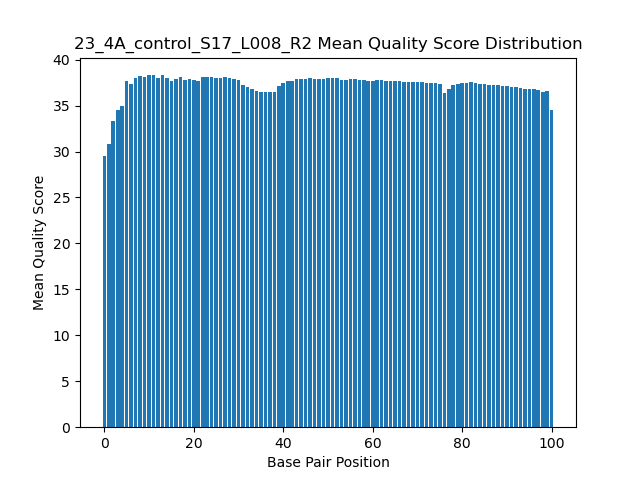 23_4A_control_S17_L008_R2 Mean Quality Score Distribution
40
35
30
25
20
15
10
5
0
Mean Quality Score
0 20 40 60 80 100
Base Pair Position